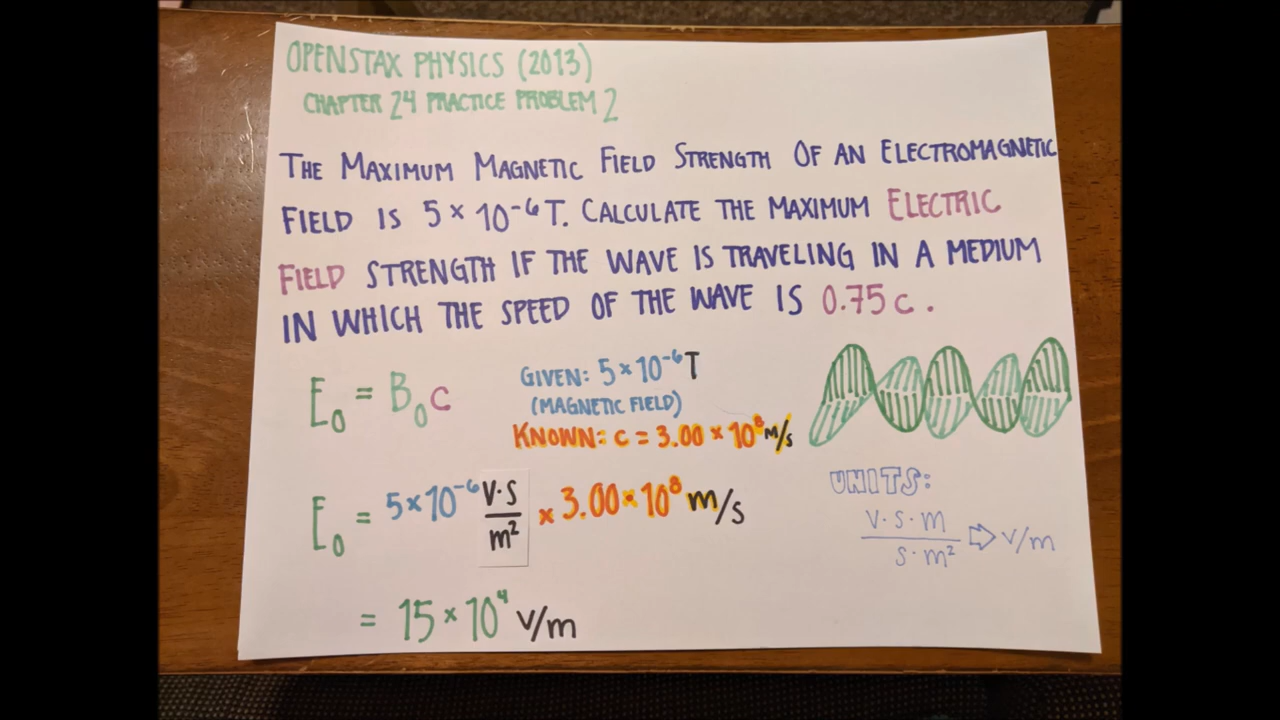 OPENSTAX PHYSICS (2013)
CHAPTER 24 PRACTICE PROBLEM 2
THE MAXIMUM MAGNETIC FIELD STRENGTH OF AN ELECTROMAGNETIC
FIELD IS 5 × 10⁻⁶ T. CALCULATE THE MAXIMUM ELECTRIC
FIELD STRENGTH IF THE WAVE IS TRAVELING IN A MEDIUM
IN WHICH THE SPEED OF THE WAVE IS 0.75 c.
E₀ = B₀c
GIVEN: 5 × 10⁻⁶ T
(MAGNETIC FIELD)
KNOWN: c = 3.00 × 10⁸ M/s
E₀ = 5 × 10⁻⁶ V·S/m² × 3.00 × 10⁸ m/s
= 15 × 10⁴ V/m
UNITS:
V·S·m / S·m² ⇨ V/m